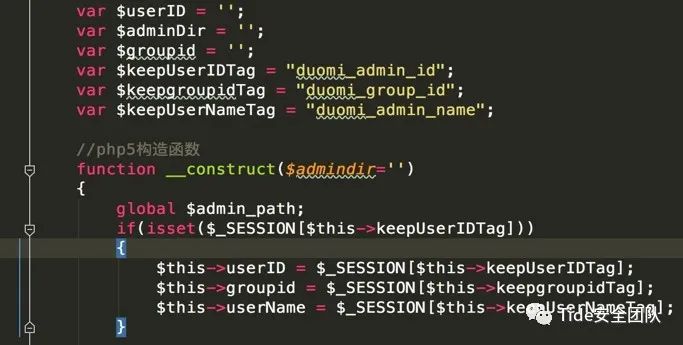 var $userID = '';
var $adminDir = '';
var $groupid = '';
var $keepUserIDTag = "duomi_admin_id";
var $keepgroupidTag = "duomi_group_id";
var $keepUserNameTag = "duomi_admin_name";
//php5构造函数
function __construct($admindir='')
{
global $admin_path;
if(isset($_SESSION[$this->keepUserIDTag]))
{
$this->userID = $_SESSION[$this->keepUserIDTag];
$this->groupid = $_SESSION[$this->keepgroupidTag];
$this->userName = $_SESSION[$this->keepUserNameTag];
}
Tide安全团队